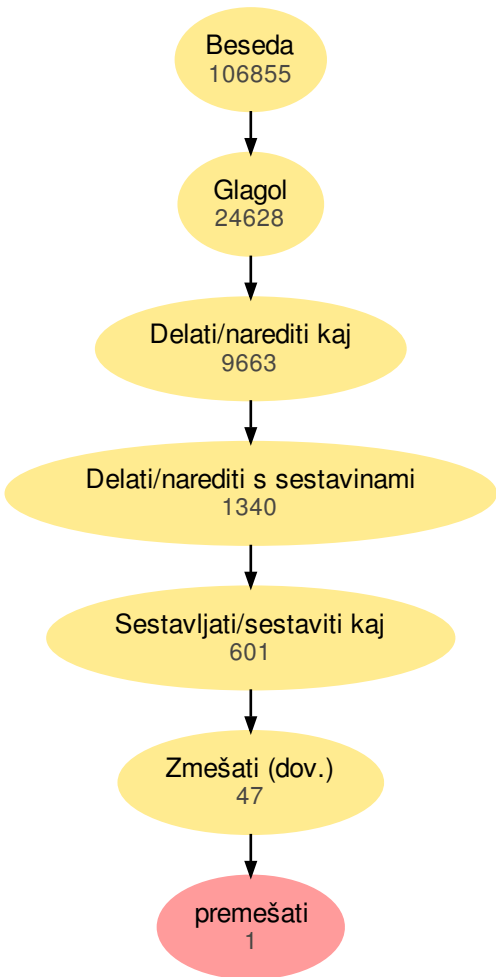 Beseda
106855
Glagol
24628
Delati/narediti kaj
9663
Delati/narediti s sestavinami
1340
Sestavljati/sestaviti kaj
601
Zmešati (dov.)
47
premešati
1